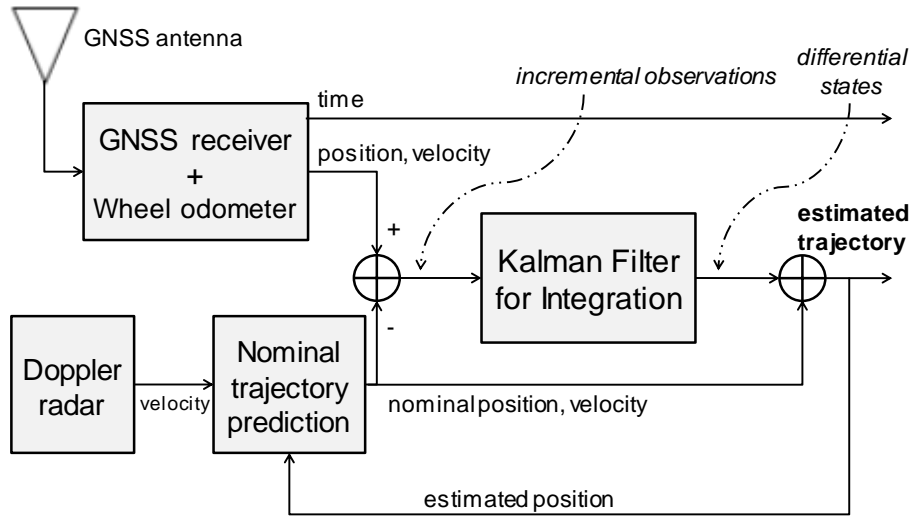 GNSS antenna
incremental observations
differential
states
time
GNSS receiver
+
Wheel odometer
position, velocity
+
estimated
trajectory
Kalman Filter
for Integration
-
Doppler
radar
velocity
Nominal
trajectory
prediction
nominal position, velocity
estimated position